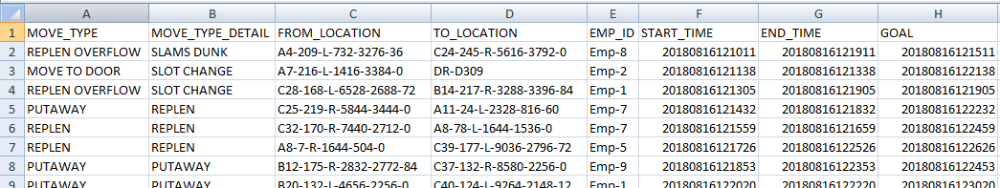 A B C D E F G H
1 MOVE_TYPE MOVE_TYPE_DETAIL FROM_LOCATION TO_LOCATION EMP_ID START_TIME END_TIME GOAL
2 REPLEN OVERFLOW SLAMS DUNK A4-209-L-732-3276-36 C24-245-R-5616-3792-0 Emp-8 20180816121011 20180816121911 20180816121511
3 MOVE TO DOOR SLOT CHANGE A7-216-L-1416-3384-0 DR-D309 Emp-2 20180816121138 20180816121338 20180816122138
4 REPLEN OVERFLOW SLOT CHANGE C28-168-L-6528-2688-72 B14-217-R-3288-3396-84 Emp-1 20180816121305 20180816121905 20180816121905
5 PUTAWAY REPLEN C25-219-R-5844-3444-0 A11-24-L-2328-816-60 Emp-7 20180816121432 20180816121832 20180816122232
6 REPLEN REPLEN C32-170-R-7440-2712-0 A8-78-L-1644-1536-0 Emp-7 20180816121559 20180816121659 20180816122459
7 REPLEN REPLEN A8-7-R-1644-504-0 C39-177-L-9036-2796-72 Emp-5 20180816121726 20180816122526 20180816122626
8 PUTAWAY PUTAWAY B12-175-R-2832-2772-84 C37-132-R-8580-2256-0 Emp-9 20180816121853 20180816122353 20180816122453
9 PUTAWAY PUTAWAY B20-132-L-4656-2256-0 C40-124-L-9264-2148-12 Emp-1 20180816122020 20180816122220 20180816123020